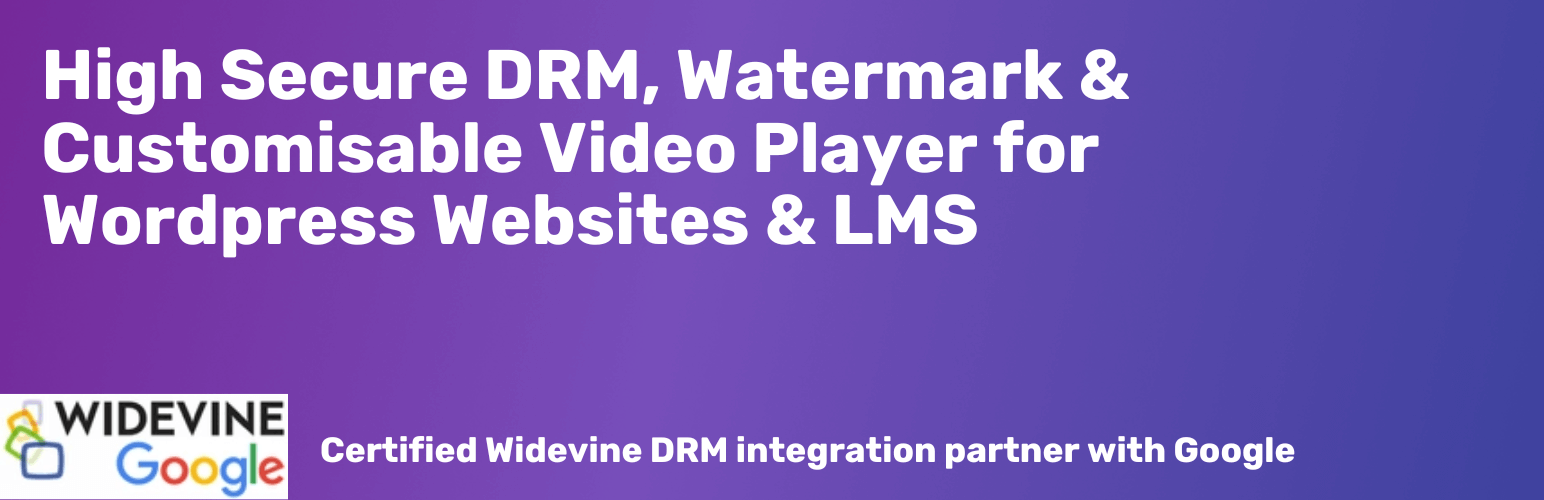 High Secure DRM, Watermark &
Customisable Video Player for
Wordpress Websites & LMS
WIDEVINE
Google
Certified Widevine DRM integration partner with Google